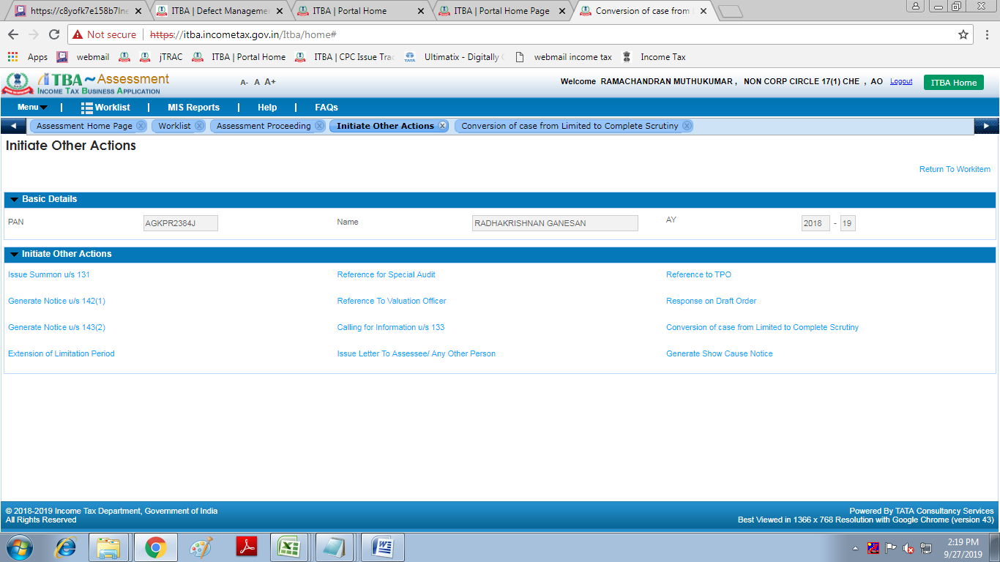 https://c8yofk7e158b7lne
ITBA | Defect Managemen
ITBA | Portal Home
ITBA | Portal Home Page
Conversion of case from
Not secure | https://itba.incometax.gov.in/Itba/home#
Apps webmail jTRAC ITBA | Portal Home ITBA | CPC Issue Trac TATA Ultimatix - Digitally webmail income tax Income Tax
ITBA~Assessment
INCOME TAX BUSINESS APPLICATION
A- A A+
Welcome RAMACHANDRAN MUTHUKUMAR , NON CORP CIRCLE 17(1) CHE , AO Logout ITBA Home
Menu | Worklist | MIS Reports | Help | FAQs
Assessment Home Page Worklist Assessment Proceeding Initiate Other Actions Conversion of case from Limited to Complete Scrutiny
Initiate Other Actions
Return To Workitem
Basic Details
PAN AGKPR2384J Name RADHAKRISHNAN GANESAN AY 2018 - 19
Initiate Other Actions
Issue Summon u/s 131 Reference for Special Audit Reference to TPO
Generate Notice u/s 142(1) Reference To Valuation Officer Response on Draft Order
Generate Notice u/s 143(2) Calling for Information u/s 133 Conversion of case from Limited to Complete Scrutiny
Extension of Limitation Period Issue Letter To Assessee/ Any Other Person Generate Show Cause Notice
© 2018-2019 Income Tax Department, Government of India Powered By TATA Consultancy Services
All Rights Reserved Best Viewed in 1366 x 768 Resolution with Google Chrome (version 43)
2:19 PM
9/27/2019